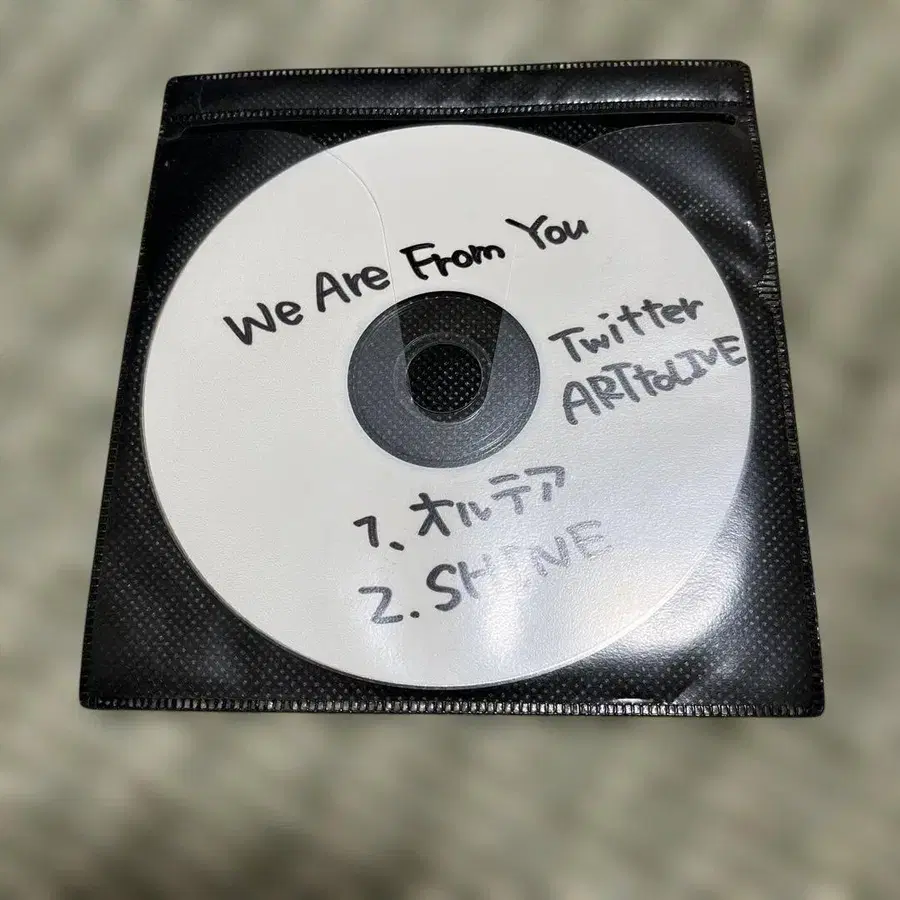 We Are From You
Twitter
ARTtoLIVE
1. オルテア
2. SHINE